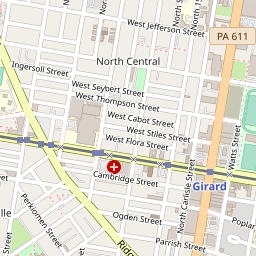 West Jefferson Street
PA 611
North Central
Ingersoll Street
West Seybert Street
West Thompson Street
West Cabot Street
West Stiles Street
West Flora Street
Watts Street
Girard
Cambridge Street
North Carlisle Street
Perkiomen Street
Ogden Street
Parrish Street